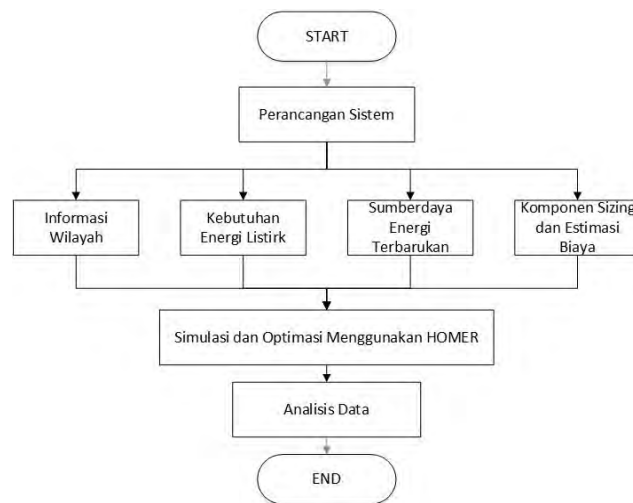 START
Perancangan Sistem
Informasi
Wilayah
Kebutuhan
Energi Listirk
Sumberdaya
Energi
Terbarukan
Komponen Sizing
dan Estimasi
Biaya
Simulasi dan Optimasi Menggunakan HOMER
Analisis Data
END